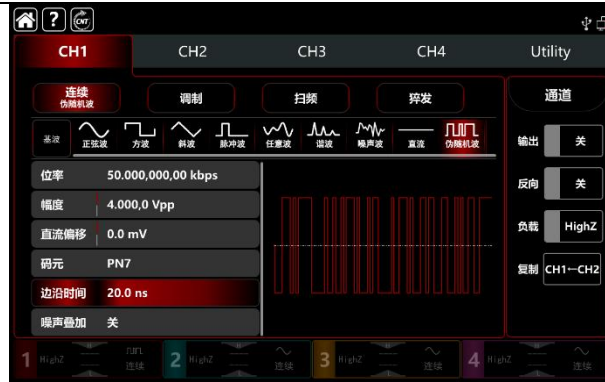 ? CNT
CH1 CH2 CH3 CH4 Utility
连续 伪随机波 调制 扫频 猝发 通道
基波 正弦波 方波 斜波 脉冲波 任意波 谐波 噪声波 直流 伪随机波
输出 关
位率 50.000,000,00 kbps
反向 关
幅度 4.000,0 Vpp
直流偏移 0.0 mV
负载 HighZ
码元 PN7
复制 CH1←CH2
边沿时间 20.0 ns
噪声叠加 关
1 HighZ 连续 2 HighZ 连续 3 HighZ 连续 4 HighZ 连续